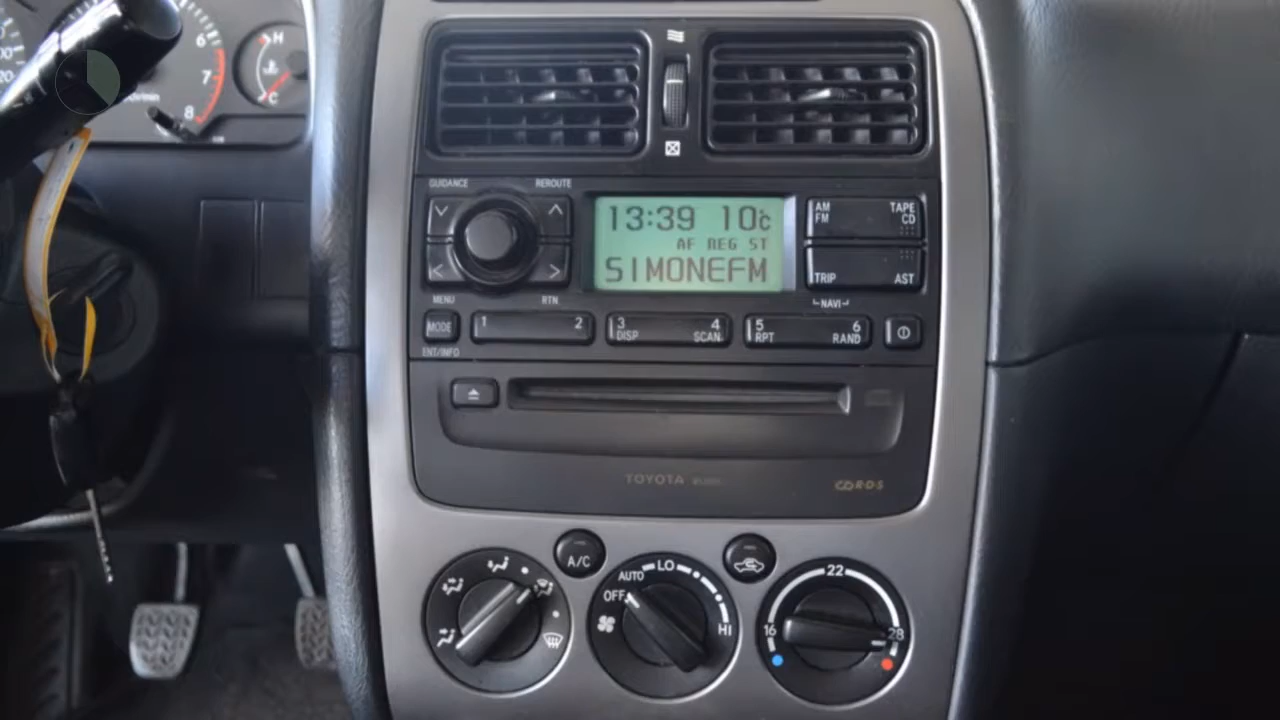 H
6
7
8
C
GUIDANCE REROUTE
13:39 10c
AF REG ST
SIMONEFM
AM
FM
TAPE
CD
TRIP AST
MENU RTN
NAVI
MODE
1 2
3 4
DISP SCAN
5 6
RPT RAND
ENT/INFO
TOYOTA
CD R·D·S
A/C
AUTO LO
OFF
HI
22
16 28